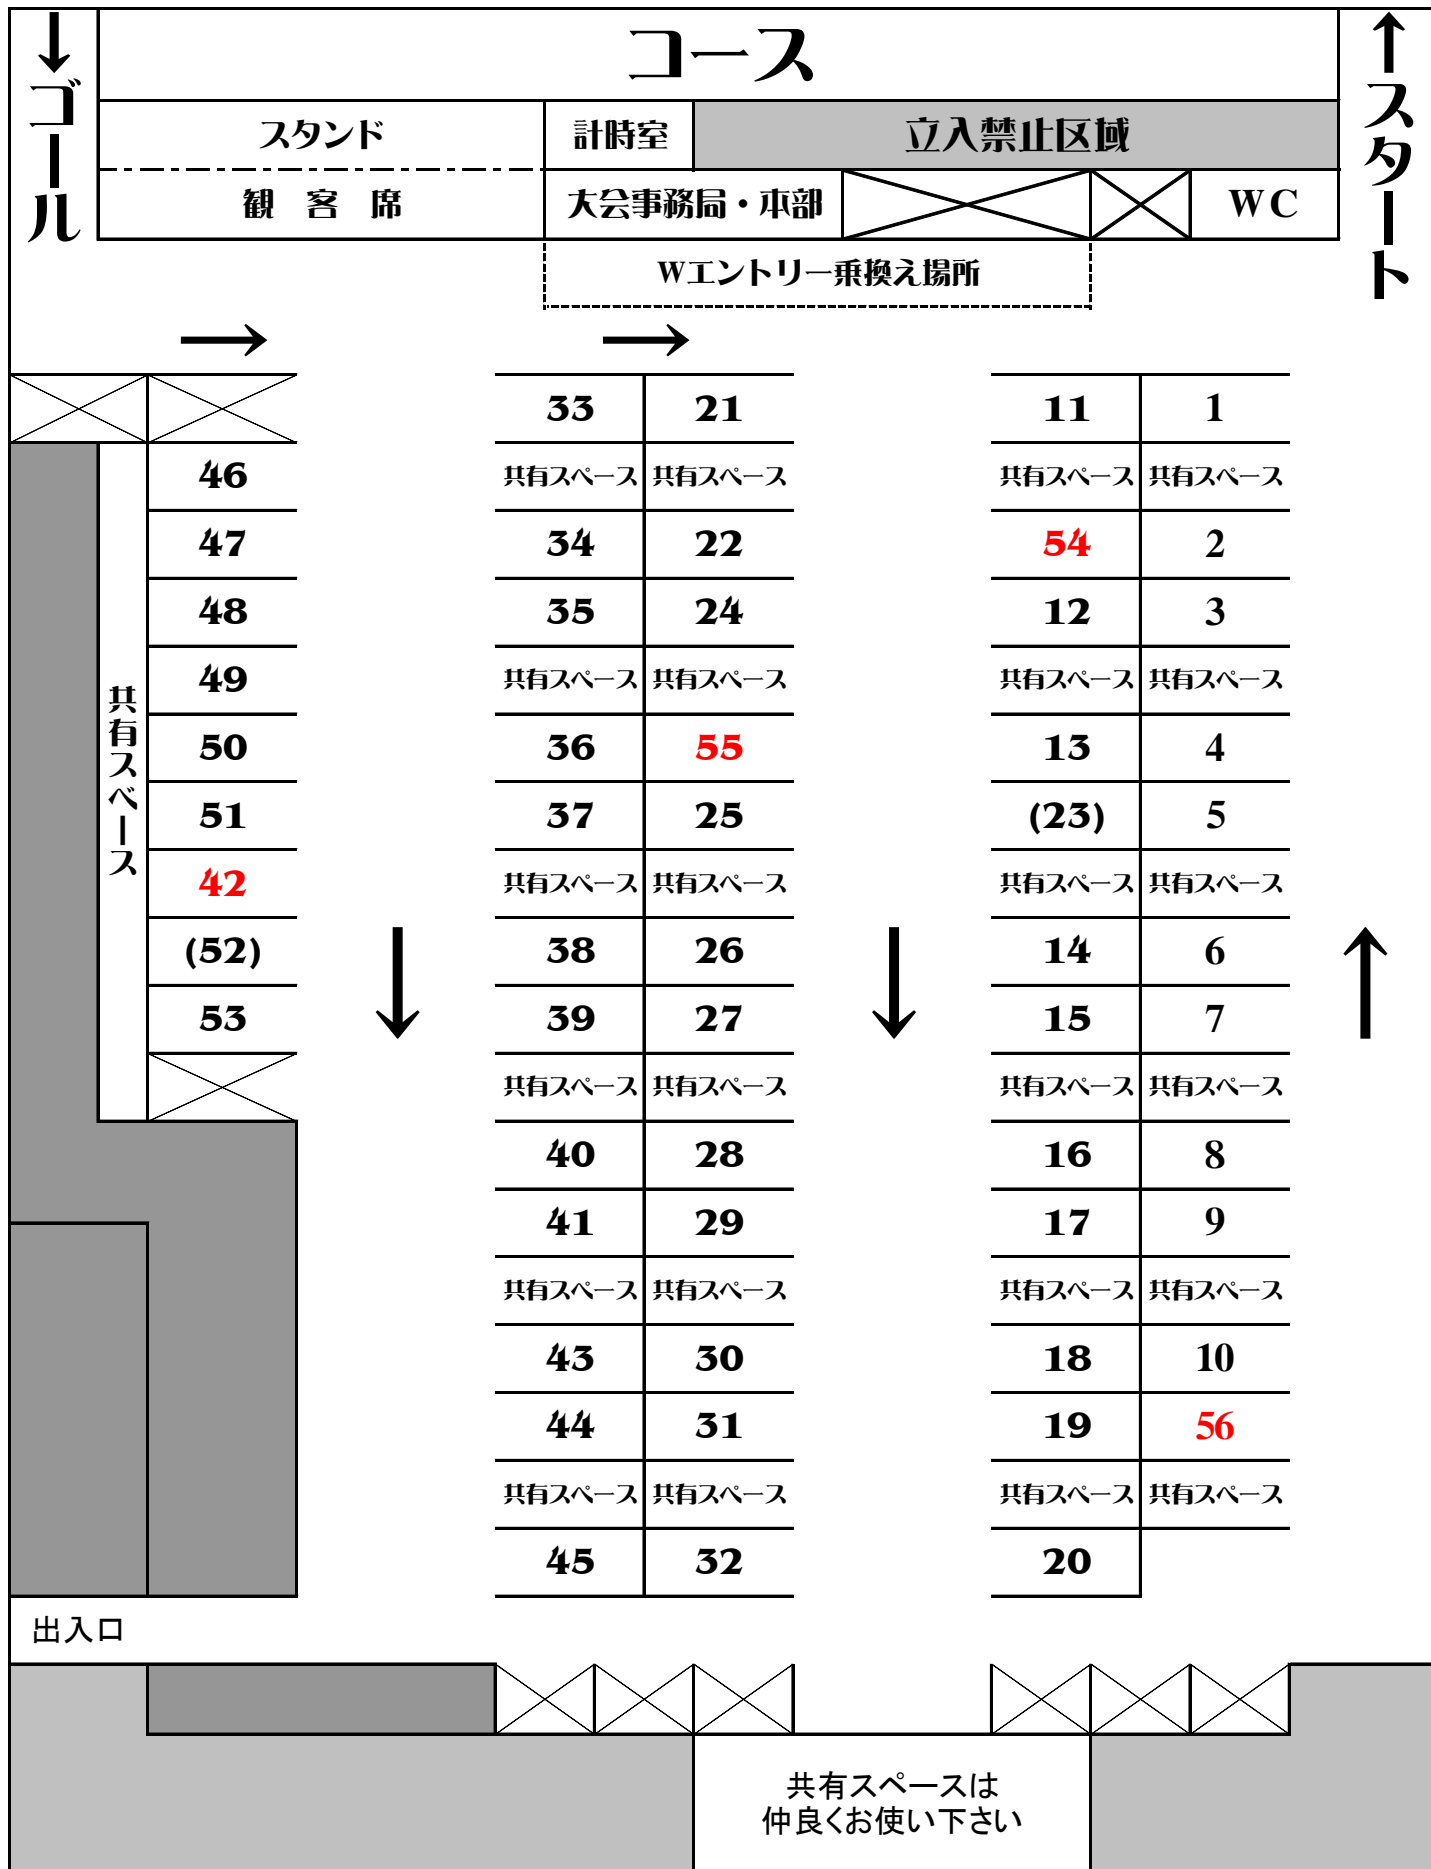 コース
↓ゴール
↑スタート
スタンド 計時室 立入禁止区域
観客席 大会事務局・本部 WC
Wエントリー乗換え場所
→ →
33 21 11 1
46 共有スペース 共有スペース 共有スペース 共有スペース
47 34 22 54 2
48 35 24 12 3
49 共有スペース 共有スペース 共有スペース 共有スペース
共有スペース
50 36 55 13 4
51 37 25 (23) 5
42 共有スペース 共有スペース 共有スペース 共有スペース
(52) 38 26 14 6
53 39 27 15 7
↓ ↓ ↑
共有スペース 共有スペース 共有スペース 共有スペース
40 28 16 8
41 29 17 9
共有スペース 共有スペース 共有スペース 共有スペース
43 30 18 10
44 31 19 56
共有スペース 共有スペース 共有スペース 共有スペース
45 32 20
出入口
共有スペースは
仲良くお使い下さい